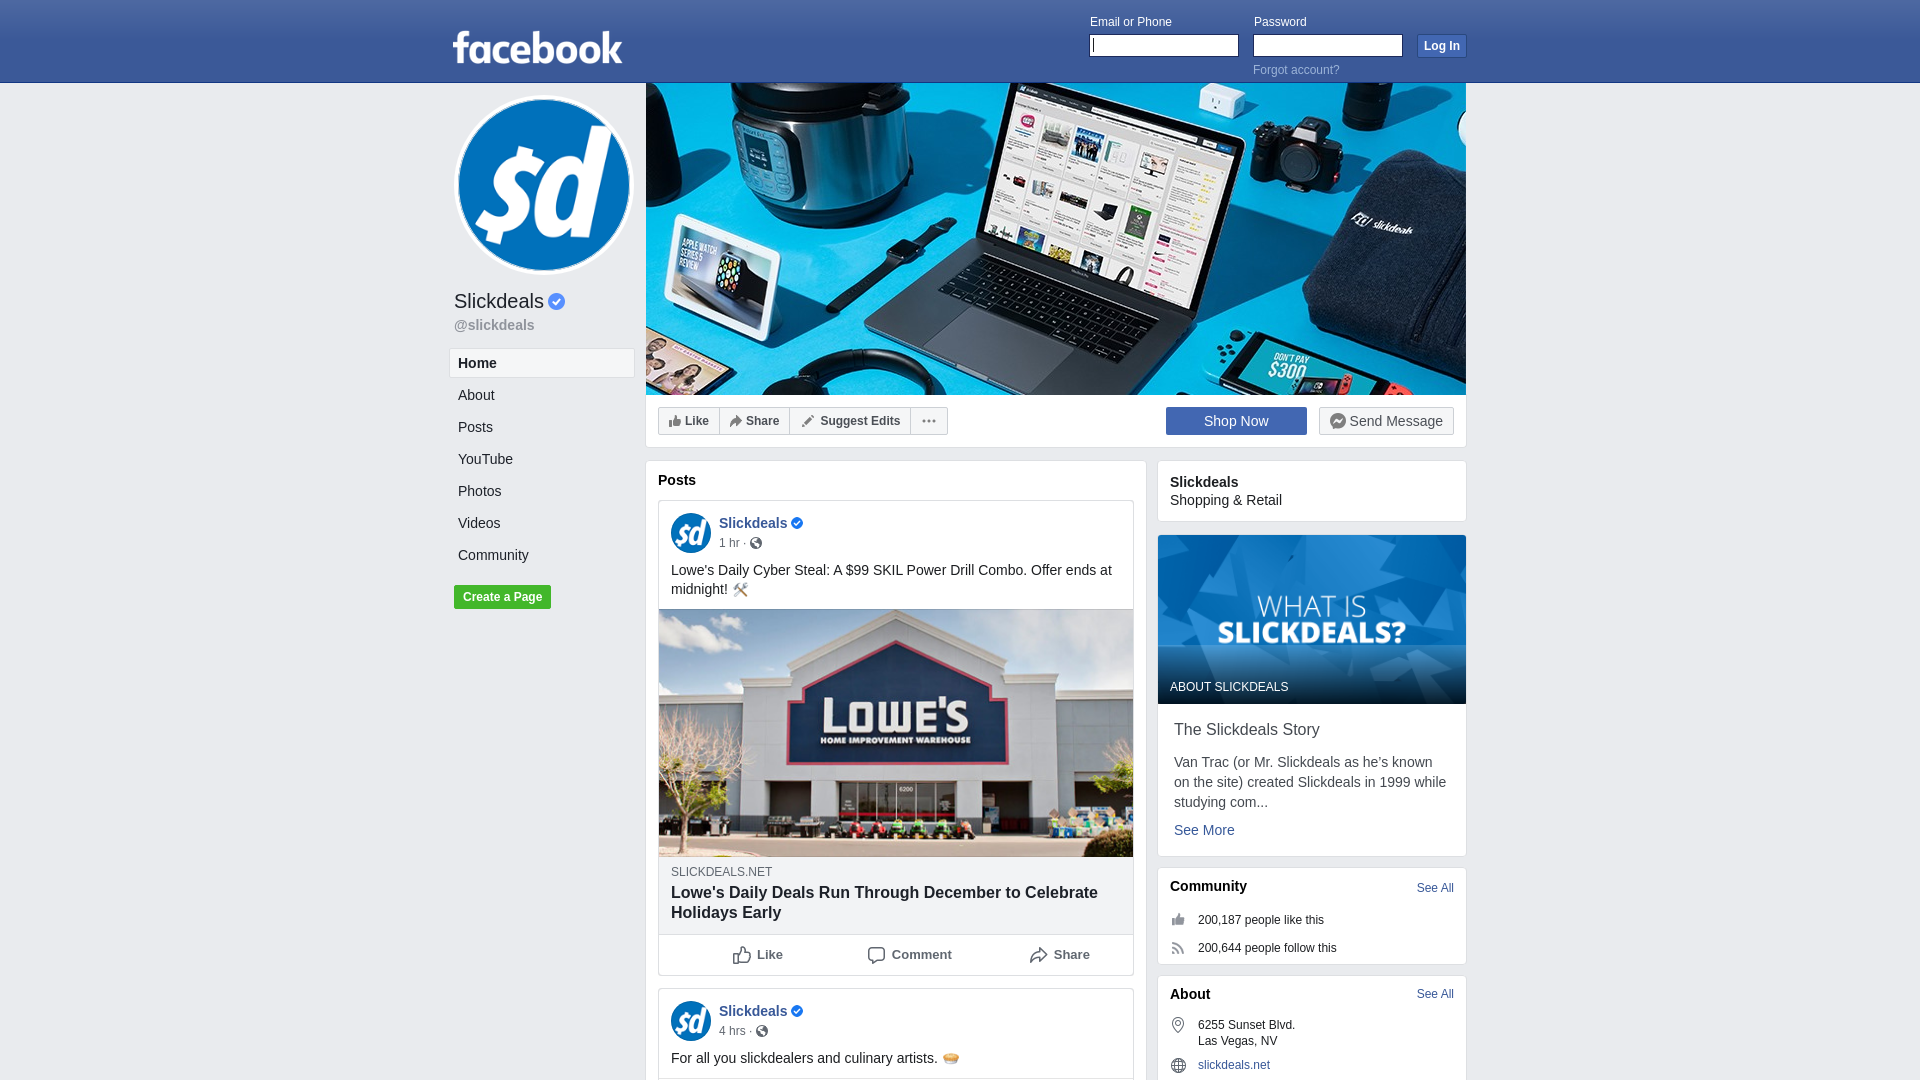 facebook
Email or Phone
Password
Log In
Forgot account?
$d
Slickdeals
@slickdeals
Home
About
Posts
YouTube
Photos
Videos
Community
Create a Page
APPLE WATCH
SERIES 5
REVIEW
slickdeals
DON'T PAY
$300
Like
Share
Suggest Edits
Shop Now
Send Message
Posts
$d
Slickdeals
1 hr ·
Lowe's Daily Cyber Steal: A $99 SKIL Power Drill Combo. Offer ends at
midnight! 🛠
LOWE'S
HOME IMPROVEMENT WAREHOUSE
6200
SLICKDEALS.NET
Lowe's Daily Deals Run Through December to Celebrate
Holidays Early
Like
Comment
Share
$d
Slickdeals
4 hrs ·
For all you slickdealers and culinary artists. 🥧
Slickdeals
Shopping & Retail
WHAT IS
SLICKDEALS?
ABOUT SLICKDEALS
The Slickdeals Story
Van Trac (or Mr. Slickdeals as he’s known
on the site) created Slickdeals in 1999 while
studying com...
See More
Community
See All
200,187 people like this
200,644 people follow this
About
See All
6255 Sunset Blvd.
Las Vegas, NV
slickdeals.net